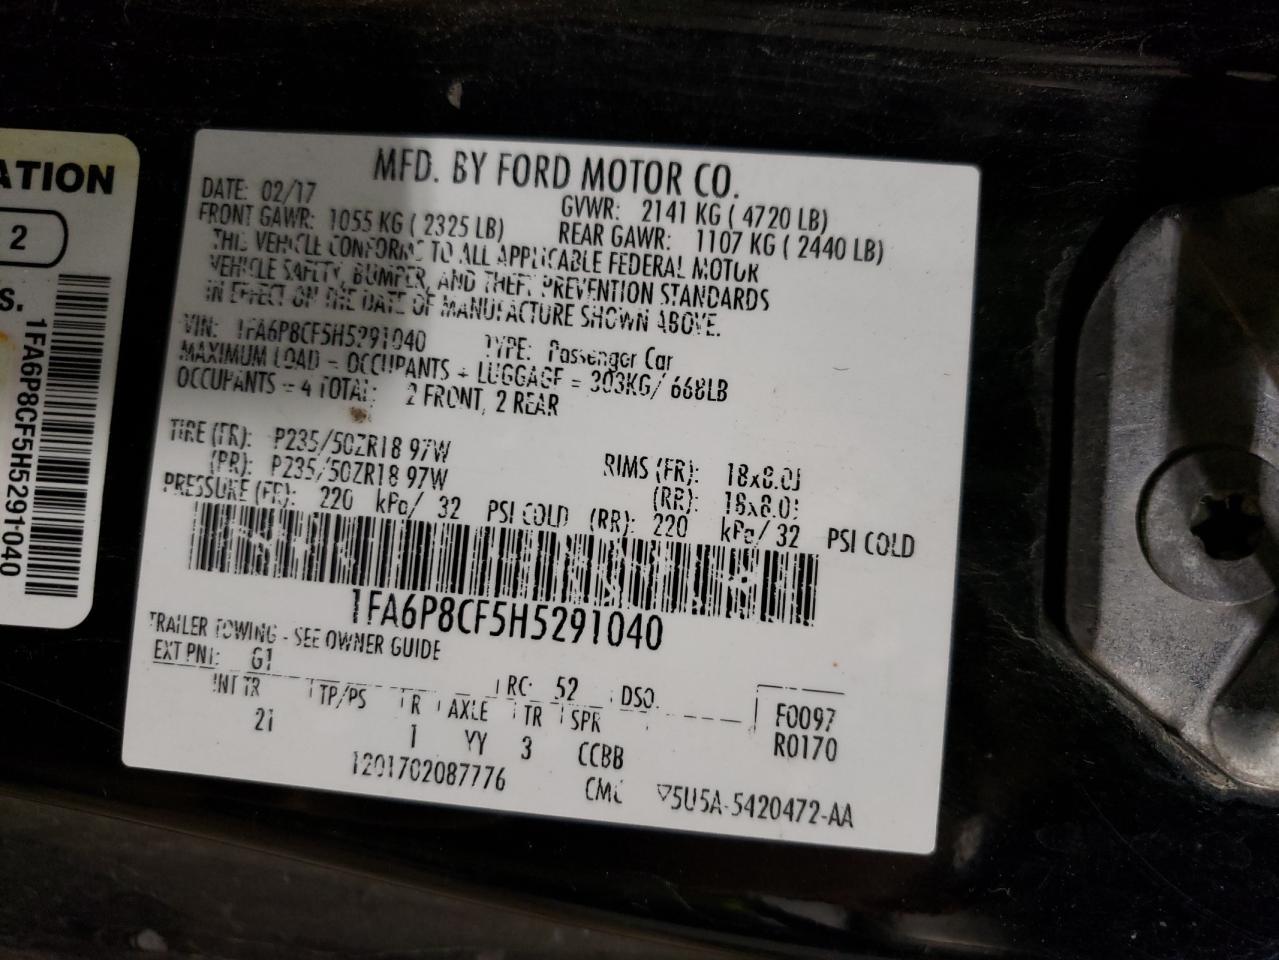 ATION
2
S.
1FA6P8CF5H5291040
MFD. BY FORD MOTOR CO.
DATE: 02/17 GVWR: 2141 KG ( 4720 LB)
FRONT GAWR: 1055 KG ( 2325 LB) REAR GAWR: 1107 KG ( 2440 LB)
THIS VEHICLE CONFORMS TO ALL APPLICABLE FEDERAL MOTOR
VEHICLE SAFETY, BUMPER, AND THEFT PREVENTION STANDARDS
IN EFFECT ON THE DATE OF MANUFACTURE SHOWN ABOVE.
VIN: 1FA6P8CF5H5291040 TYPE: Passenger Car
MAXIMUM LOAD = OCCUPANTS + LUGGAGE = 303KG/ 668LB
OCCUPANTS = 4 TOTAL: 2 FRONT, 2 REAR
TIRE (FR): P235/50ZR18 97W RIMS (FR): 18x8.0J
(RR): P235/50ZR18 97W (RR): 18x8.0J
PRESSURE (FR): 220 kPa/ 32 PSI COLD (RR): 220 kPa/ 32 PSI COLD
1FA6P8CF5H5291040
TRAILER TOWING - SEE OWNER GUIDE
EXT PNT: G1 RC: 52 DSO:
INT TR TP/PS R AXLE TR SPR F0097
21 1 YY 3 CCBB R0170
1201702087776 CMC ▽5U5A-5420472-AA